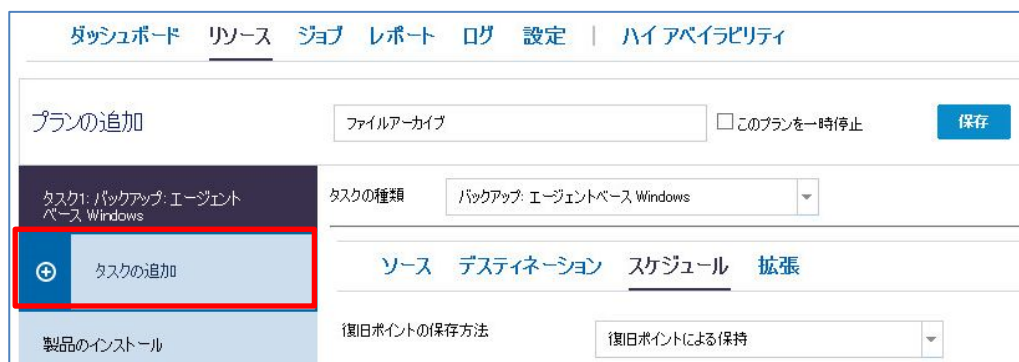 ダッシュボード リソース ジョブ レポート ログ 設定 | ハイ アベイラビリティ
プランの追加
ファイルアーカイブ
このプランを一時停止
保存
タスク1: バックアップ: エージェント
ベース Windows
タスクの種類
バックアップ: エージェントベース Windows
タスクの追加
ソース デスティネーション スケジュール 拡張
復旧ポイントの保存方法
復旧ポイントによる保持
製品のインストール